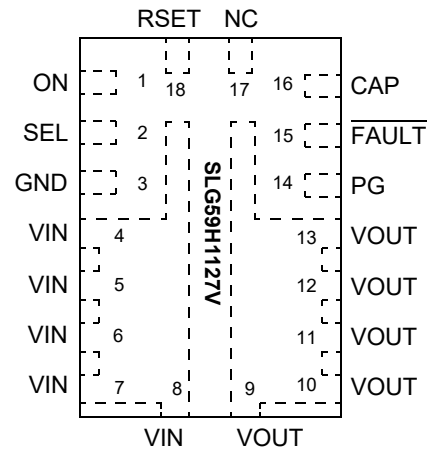 RSET NC
ON 1 18 17 16 CAP
SEL 2 15 FAULT
GND 3 14 PG
SLG59H1127V
VIN 4 13 VOUT
VIN 5 12 VOUT
VIN 6 11 VOUT
VIN 7 8 9 10 VOUT
VIN VOUT